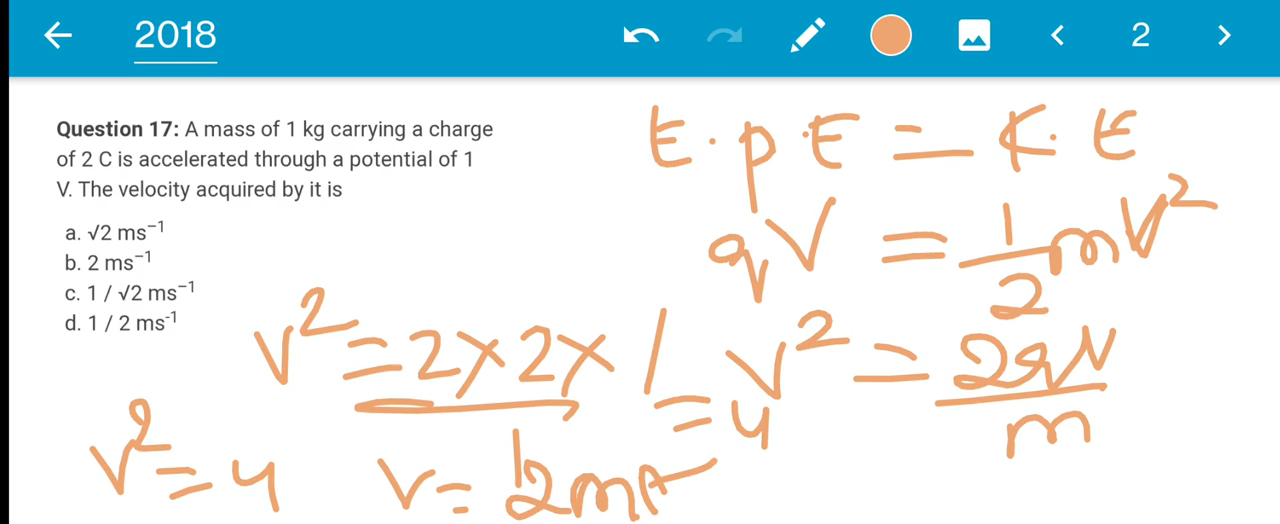 2018
2
Question 17: A mass of 1 kg carrying a charge
of 2 C is accelerated through a potential of 1
V. The velocity acquired by it is
a. √2 ms⁻¹
b. 2 ms⁻¹
c. 1 / √2 ms⁻¹
d. 1 / 2 ms⁻¹
E.P.E = K.E
qV = 1/2 mV²
V² = 2qV/m
V² = 2×2×1/1 = 4
V² = 4
V =